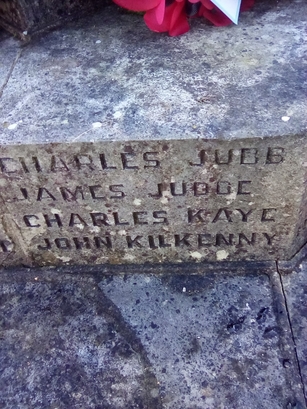 CHARLES JUBB
JAMES JUDGE
CHARLES KAYE
JOHN KILKENNY